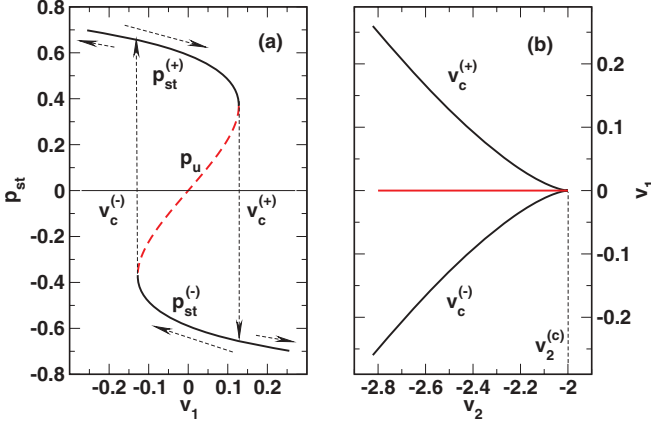 0.8
0.6
0.4
0.2
0
-0.2
-0.4
-0.6
-0.8
p_st
(a)
p_st^(+)
p_u
v_c^(-)
v_c^(+)
p_st^(-)
-0.2
-0.1
0
0.1
0.2
v_1
(b)
v_c^(+)
v_c^(-)
v_2^(c)
0.2
0.1
0
-0.1
-0.2
v_1
-2.8
-2.6
-2.4
-2.2
-2
v_2